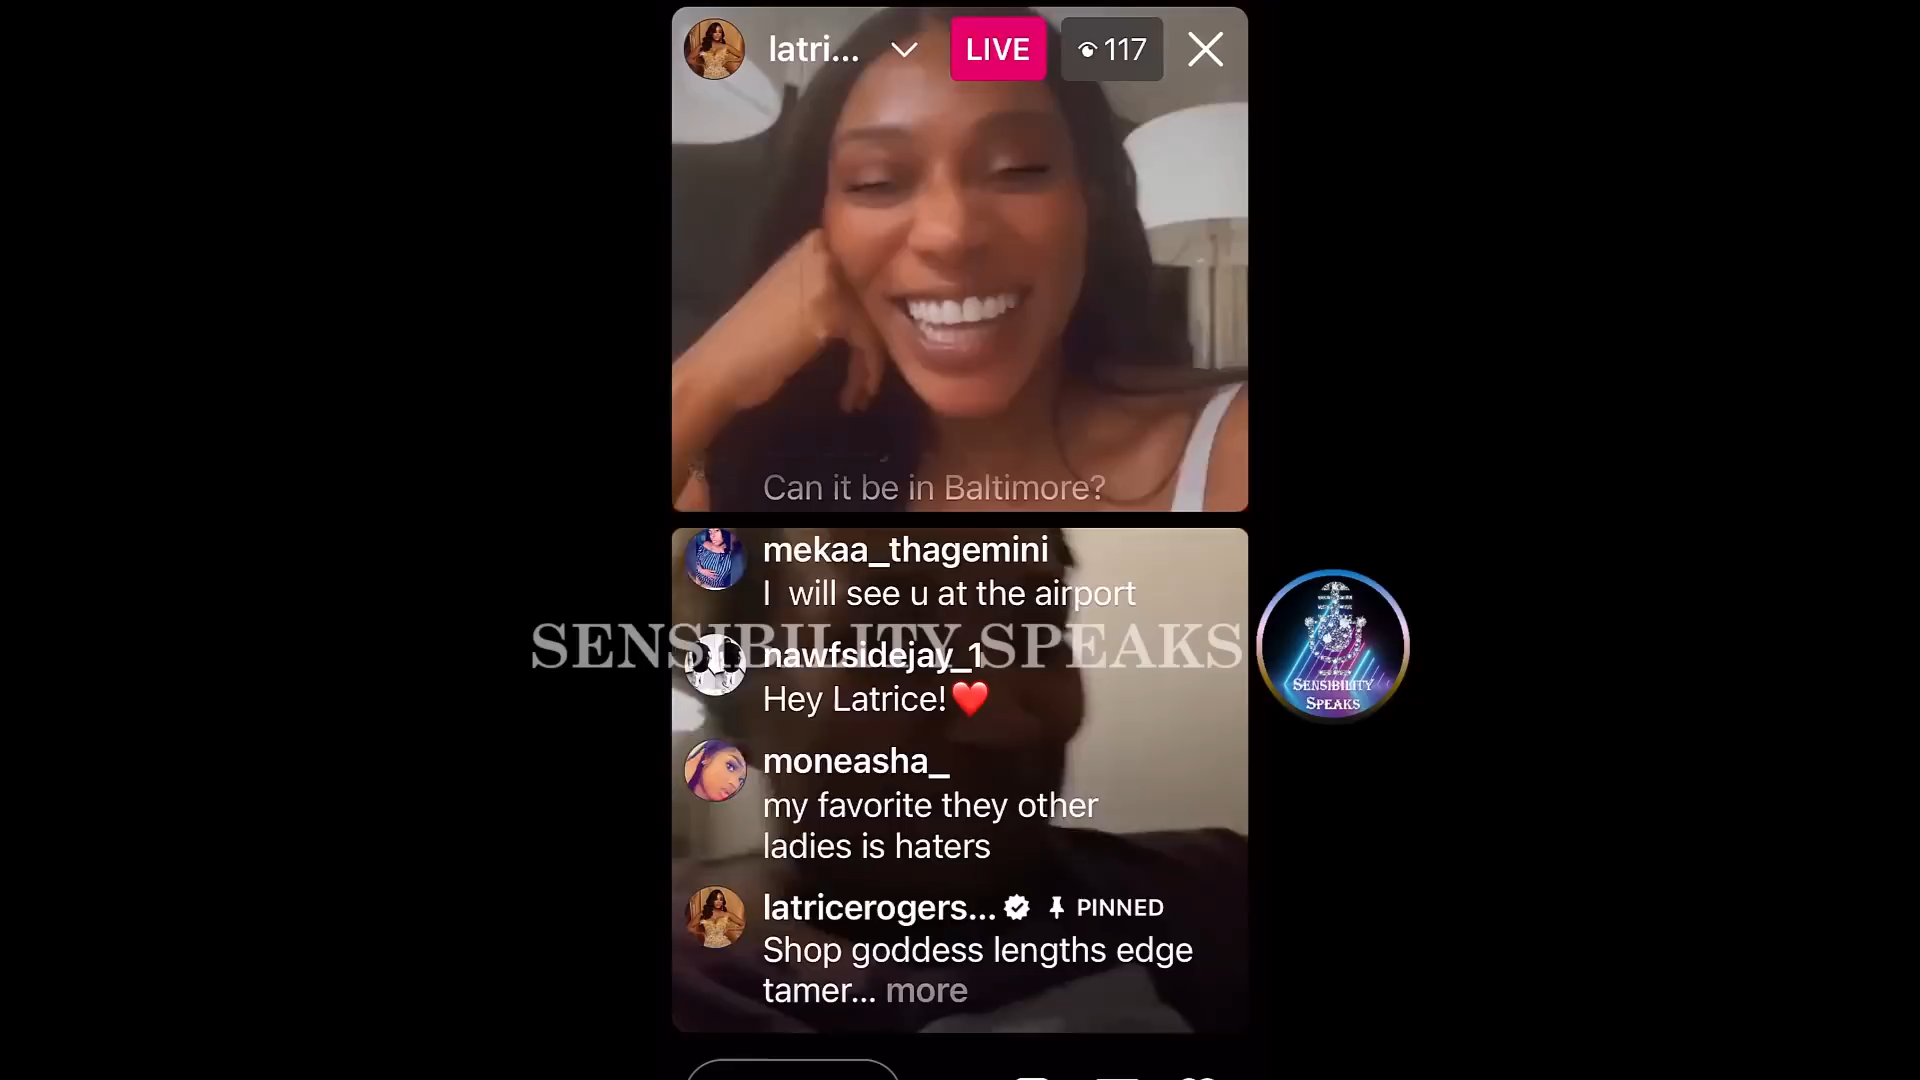 latri...
LIVE
117
Can it be in Baltimore?
mekaa_thagemini
I will see u at the airport
SENSIBILITY SPEAKS
nawfsidejay_1
Hey Latrice!❤️
moneasha_
my favorite they other
ladies is haters
latricerogers... PINNED
Shop goddess lengths edge
tamer... more
SENSIBILITY
SPEAKS